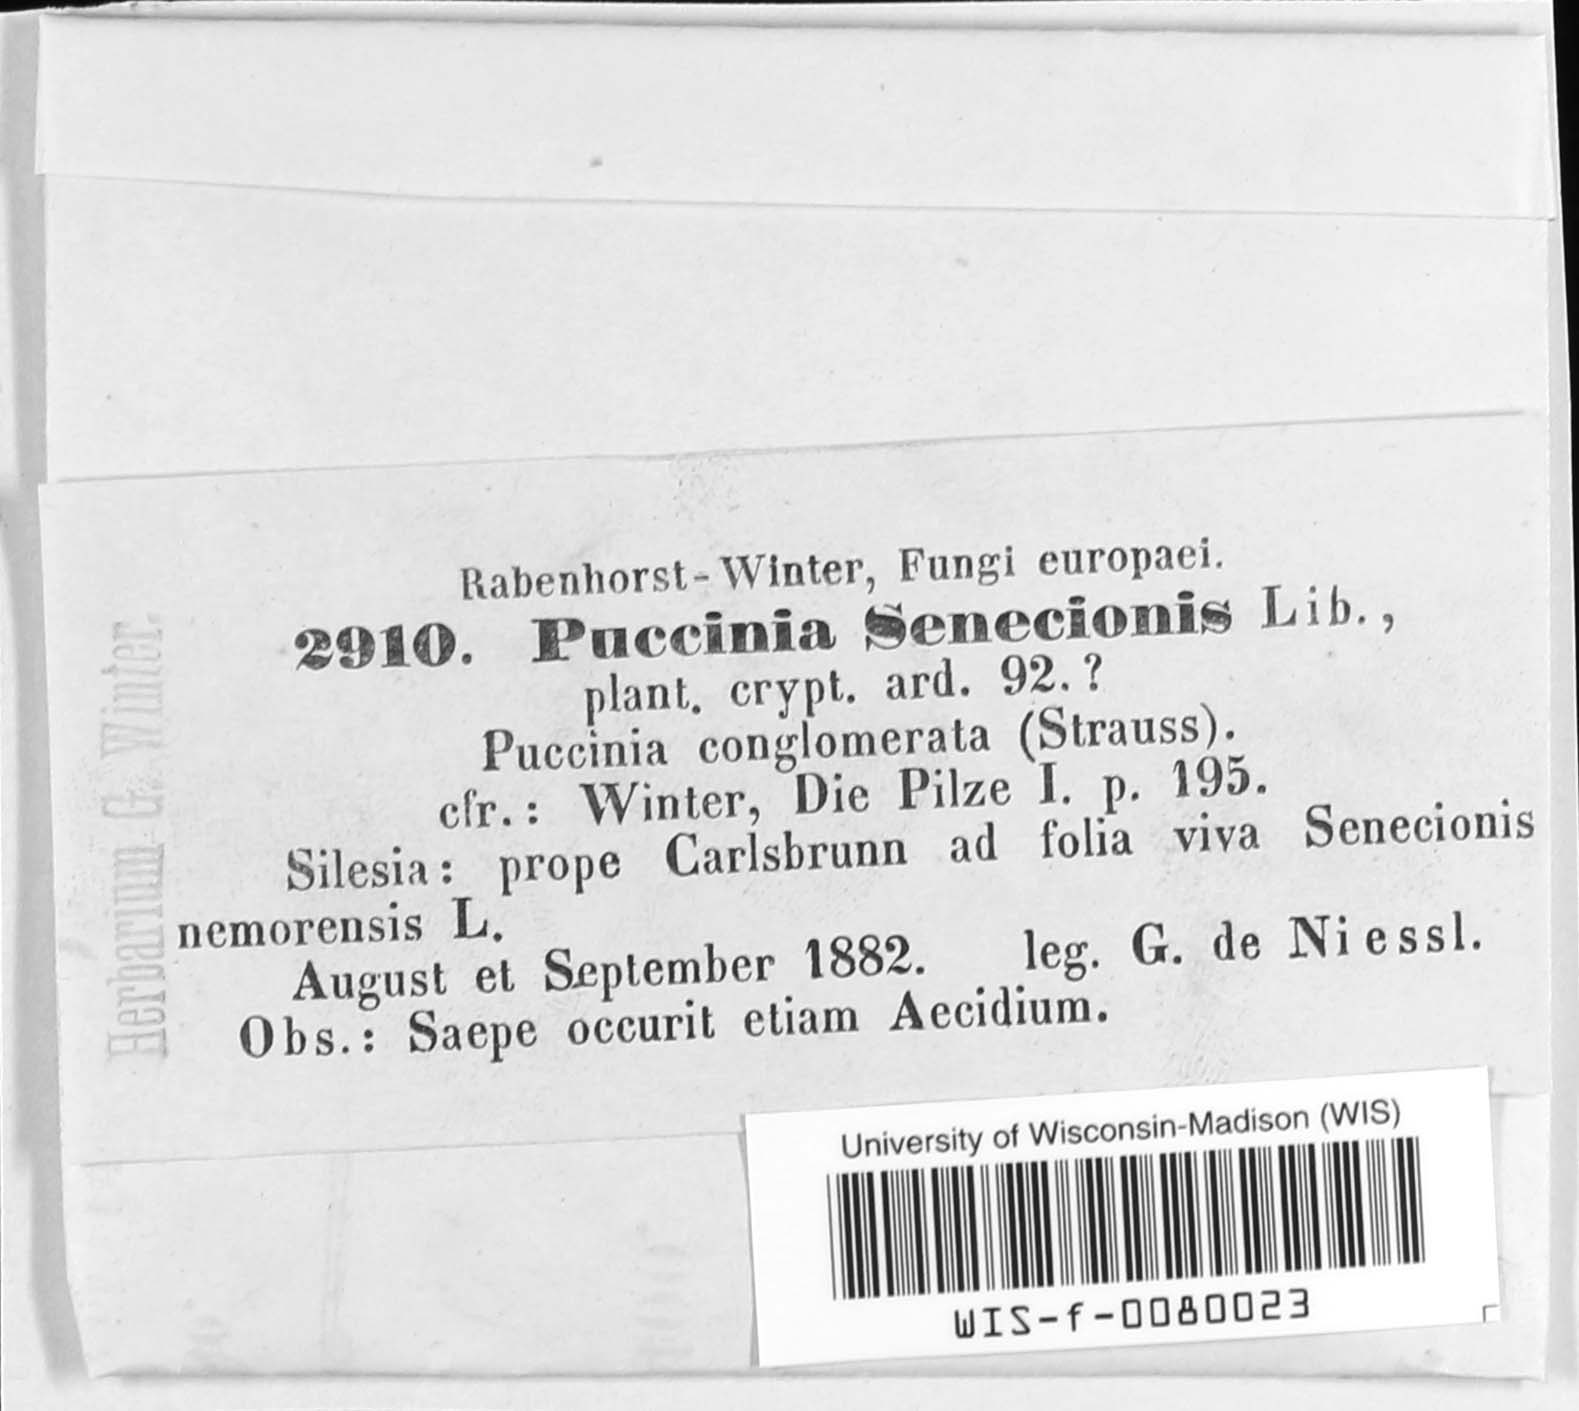 Rabenhorst-Winter, Fungi europaei.
2910. Puccinia Senecionis Lib.,
plant. crypt. ard. 92.?
Puccinia conglomerata (Strauss).
cfr.: Winter, Die Pilze I. p. 195.
Silesia: prope Carlsbrunn ad folia viva Senecionis
nemorensis L.
August et September 1882. leg. G. de Niessl.
Obs.: Saepe occurit etiam Aecidium.
Herbarium G. Winter.
University of Wisconsin-Madison (WIS)
WIS-f-0080023